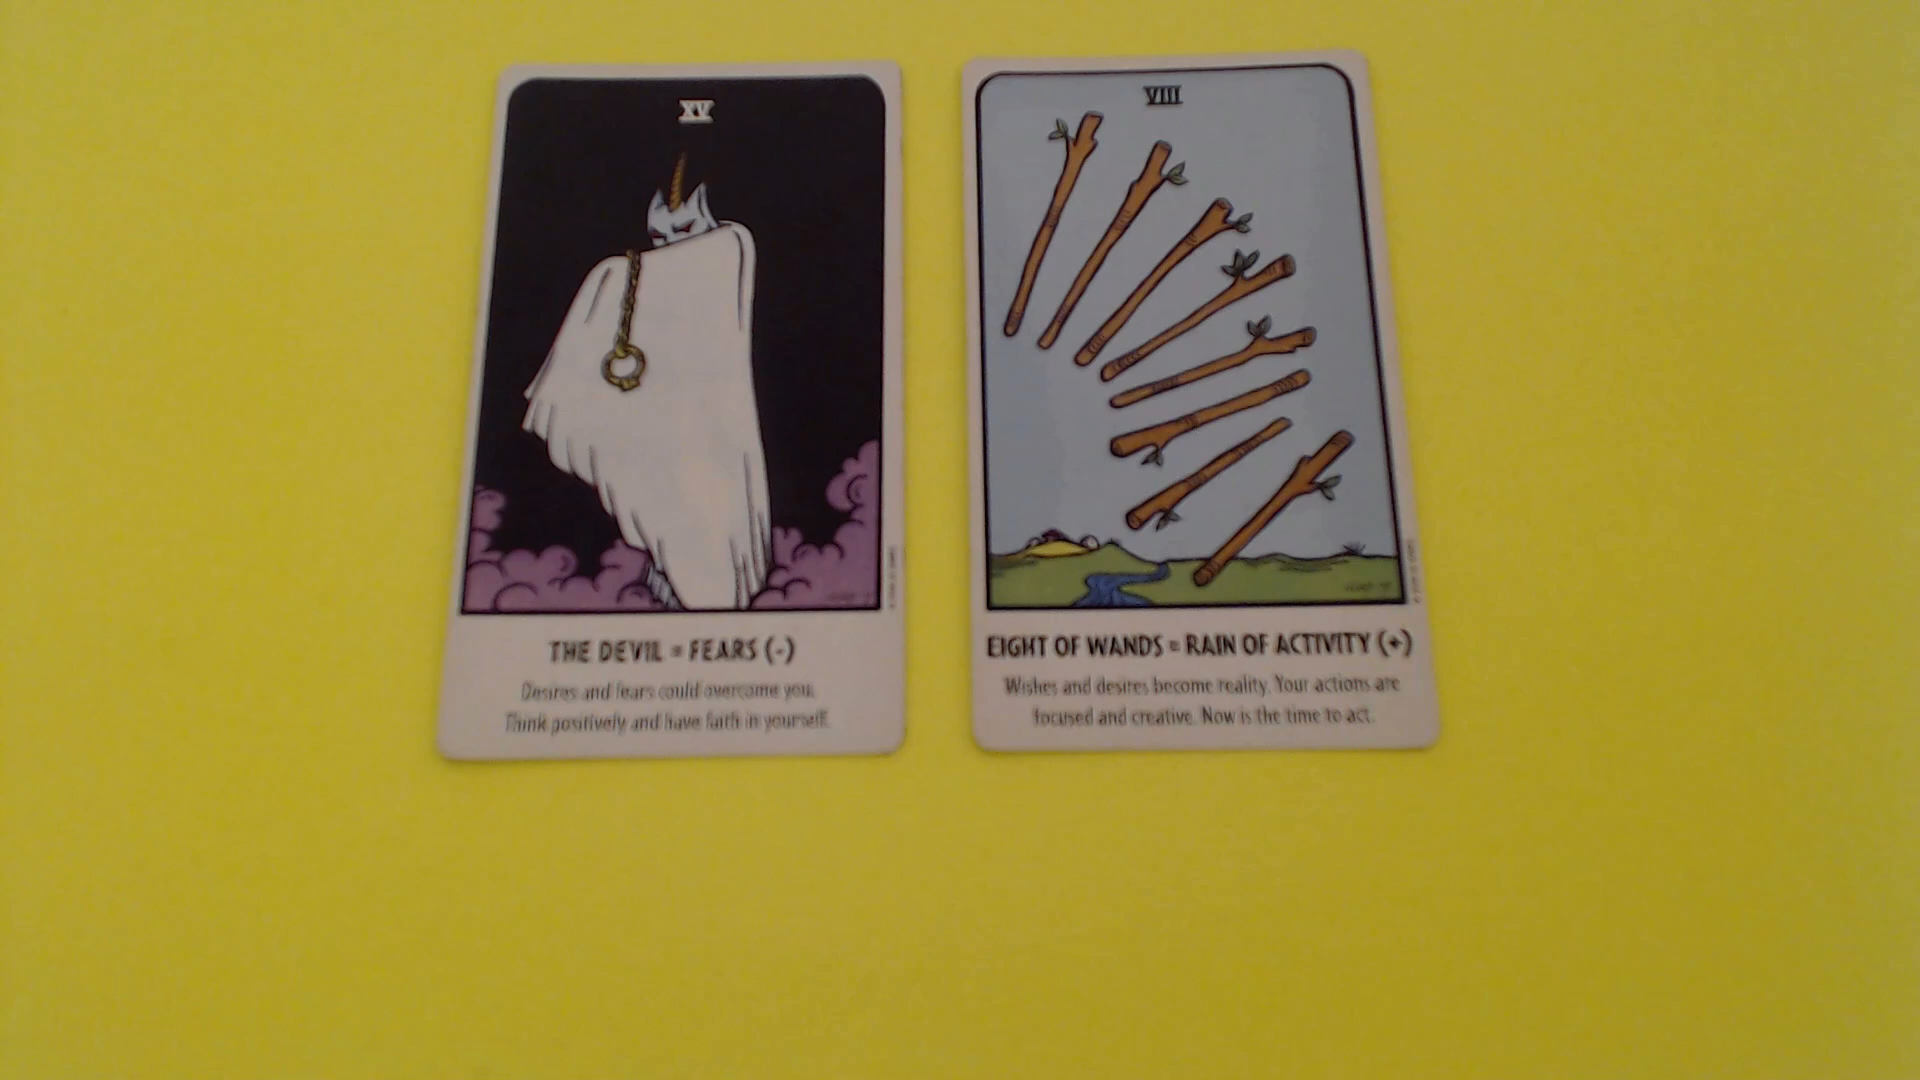 XV
THE DEVIL = FEARS (-)
Desires and fears could overcome you.
Think positively and have faith in yourself.
VIII
EIGHT OF WANDS = RAIN OF ACTIVITY (+)
Wishes and desires become reality. Your actions are
focused and creative. Now is the time to act.